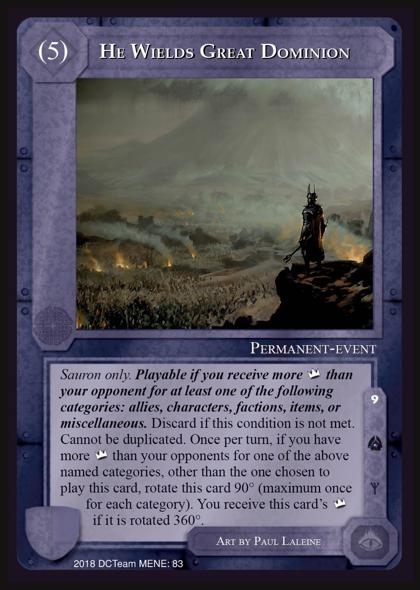 (5) He Wields Great Dominion
Permanent-event
Sauron only. Playable if you receive more than
your opponent for at least one of the following
categories: allies, characters, factions, items, or
miscellaneous. Discard if this condition is not met.
Cannot be duplicated. Once per turn, if you have
more than your opponents for one of the above
named categories, other than the one chosen to
play this card, rotate this card 90° (maximum once
for each category). You receive this card's
if it is rotated 360°.
9
Art by Paul Laleine
2018 DCTeam MENE: 83